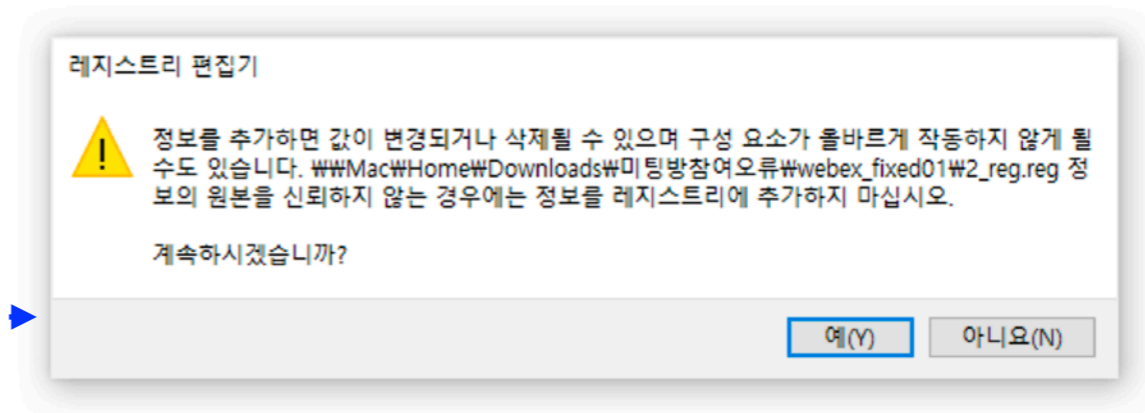 레지스트리 편집기
정보를 추가하면 값이 변경되거나 삭제될 수 있으며 구성 요소가 올바르게 작동하지 않게 될
수도 있습니다. ₩₩Mac₩Home₩Downloads₩미팅방참여오류₩webex_fixed01₩2_reg.reg 정
보의 원본을 신뢰하지 않는 경우에는 정보를 레지스트리에 추가하지 마십시오.
계속하시겠습니까?
예(Y) 아니요(N)